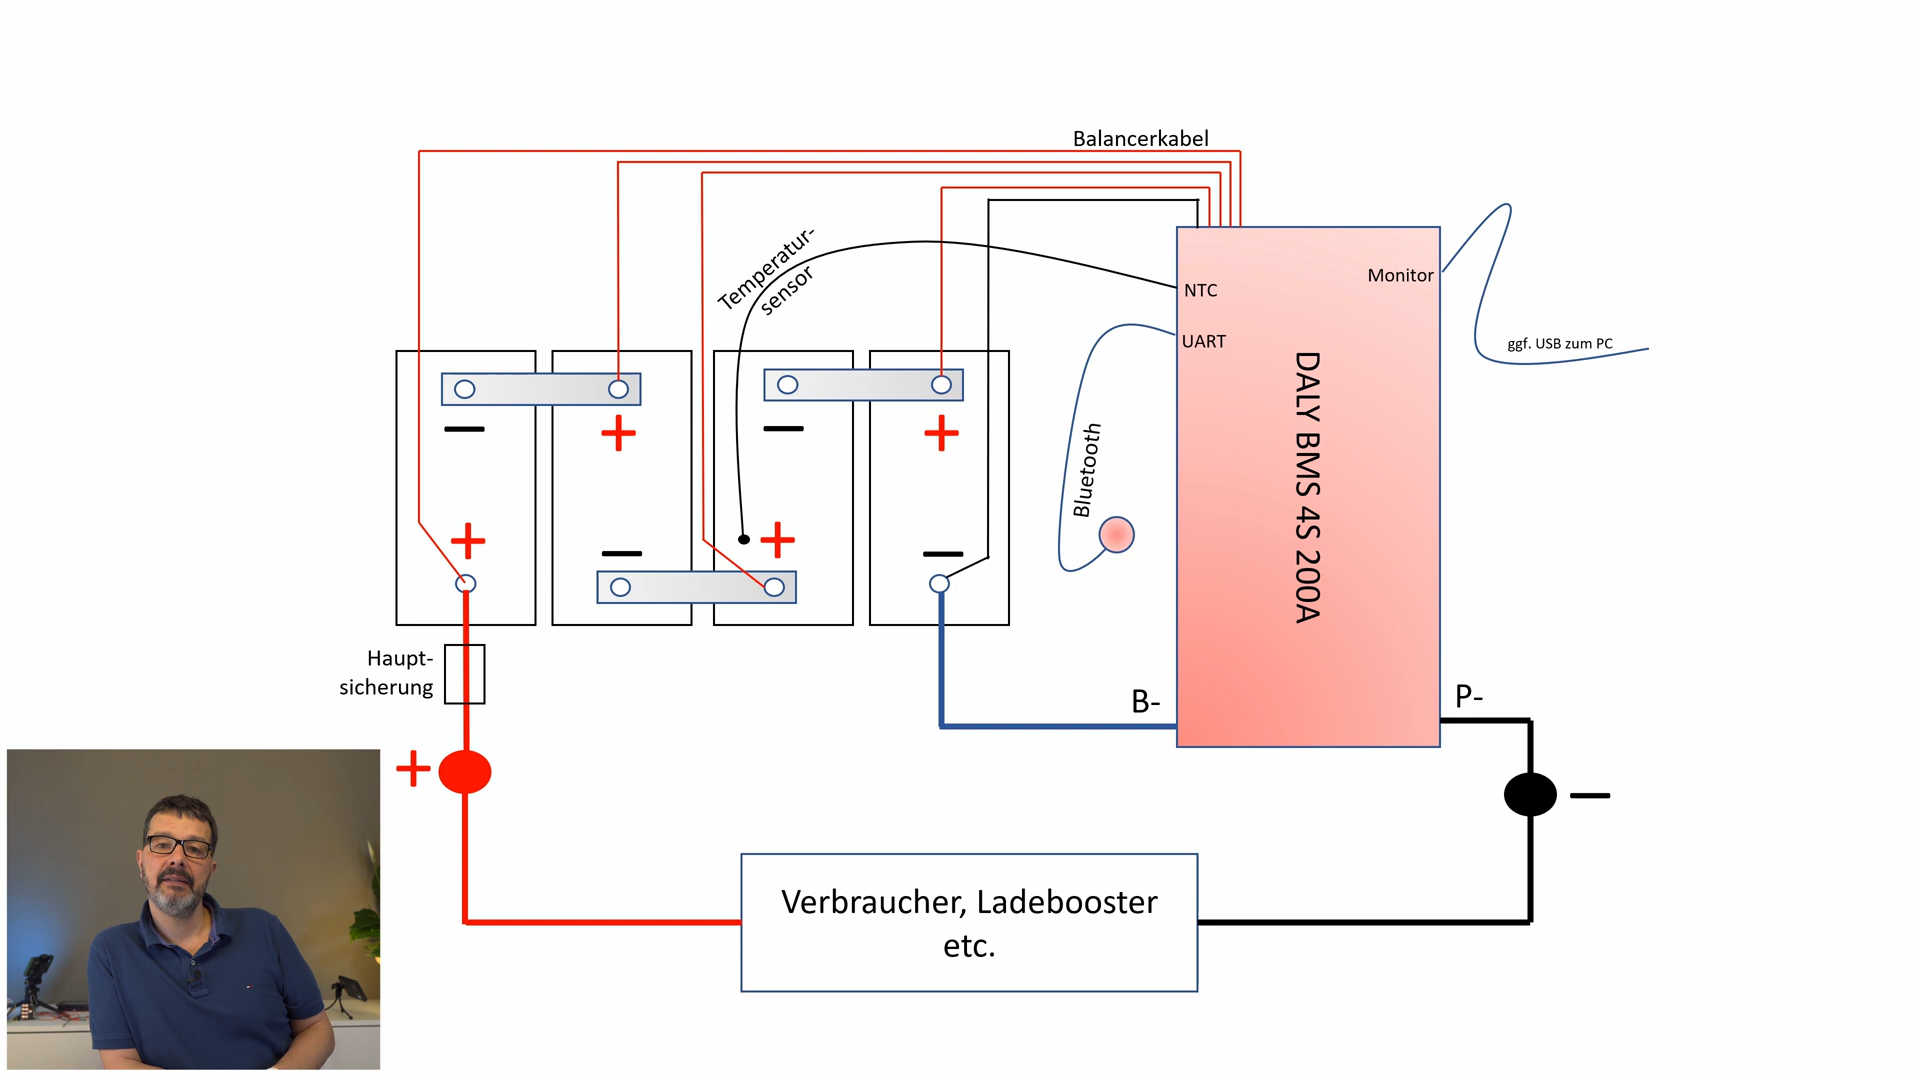 Balancerkabel
Temperatur-
sensor
NTC
Monitor
UART
ggf. USB zum PC
DALY BMS 4S 200A
Bluetooth
—
+
—
+
+
—
+
—
Haupt-
sicherung
B-
P-
+
—
Verbraucher, Ladebooster
etc.